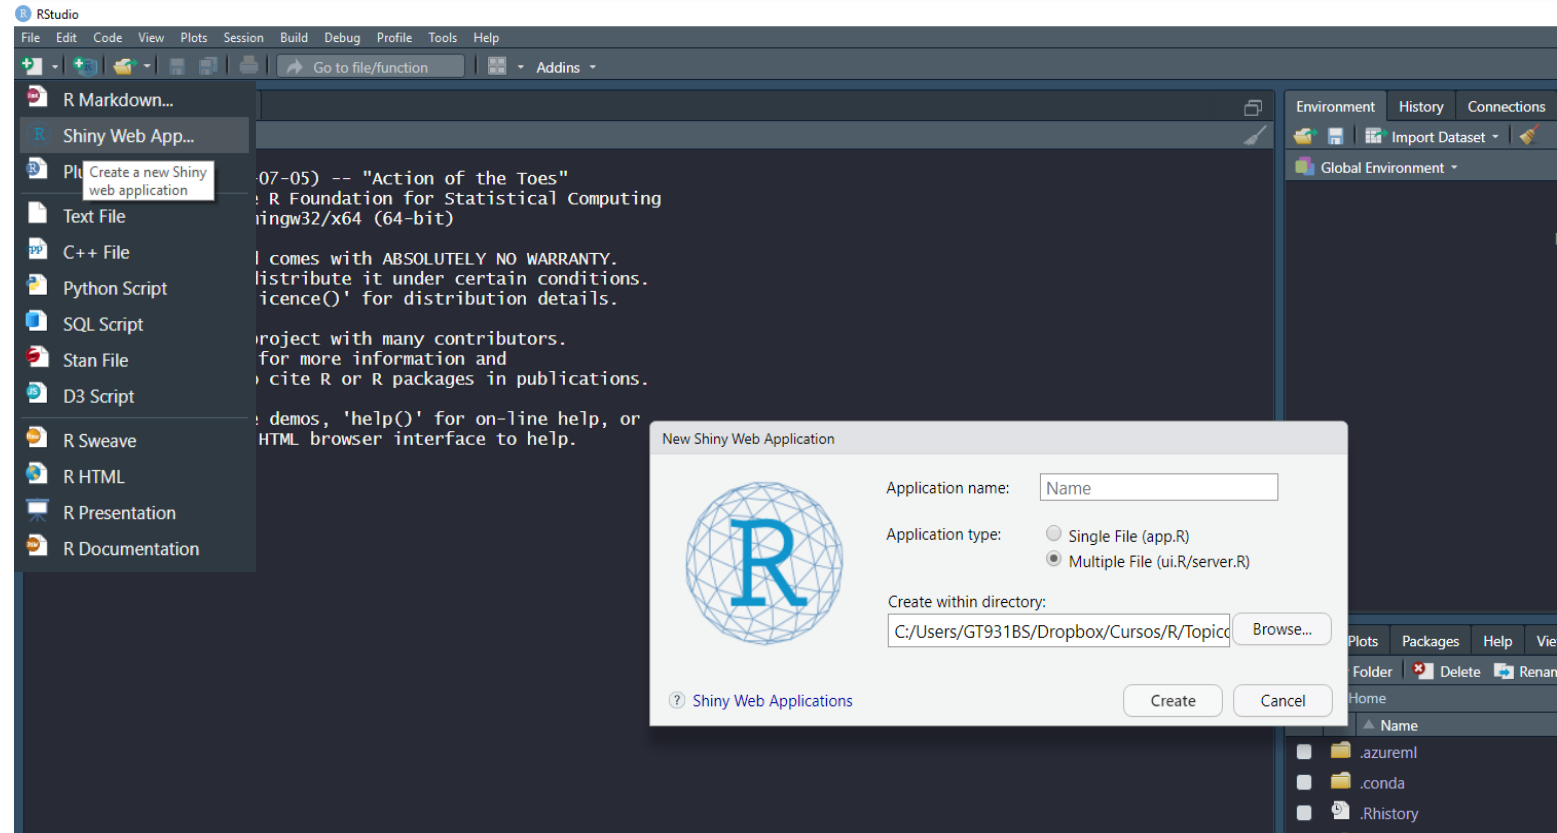 RStudio
File Edit Code View Plots Session Build Debug Profile Tools Help
Go to file/function Addins
R Markdown...
Shiny Web App...
Create a new Shiny
web application
Text File
C++ File
Python Script
SQL Script
Stan File
D3 Script
R Sweave
R HTML
R Presentation
R Documentation
-07-05) -- "Action of the Toes"
R Foundation for Statistical Computing
mingw32/x64 (64-bit)
comes with ABSOLUTELY NO WARRANTY.
distribute it under certain conditions.
icence()' for distribution details.
project with many contributors.
for more information and
cite R or R packages in publications.
demos, 'help()' for on-line help, or
HTML browser interface to help.
Environment History Connections
Import Dataset
Global Environment
New Shiny Web Application
Application name: Name
Application type: Single File (app.R)
Multiple File (ui.R/server.R)
Create within directory:
C:/Users/GT931BS/Dropbox/Cursos/R/Topic Browse...
Shiny Web Applications Create Cancel
Plots Packages Help Vie
Folder Delete Renam
Home
Name
.azureml
.conda
.Rhistory